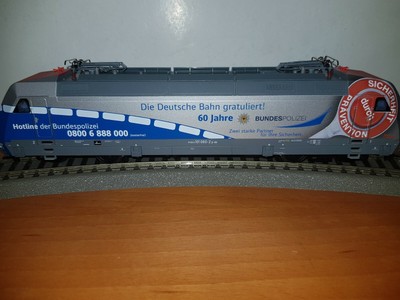 Die Deutsche Bahn gratuliert!
60 Jahre BUNDESPOLIZEI
Zwei starke Partner
für Ihre Sicherheit
Hotline der Bundespolizei
0800 6 888 000
SICHERHEIT
durch
PRÄVENTION